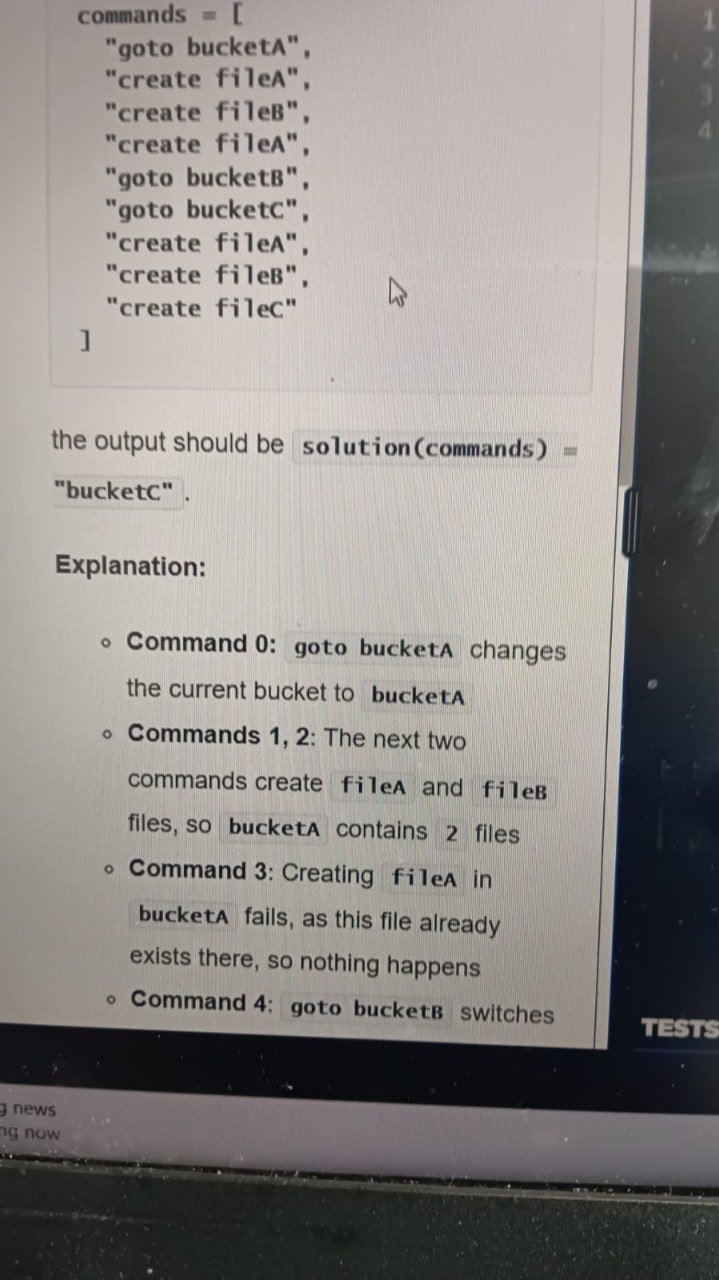 commands = [
"goto bucketA",
"create fileA",
"create fileB",
"create fileA",
"goto bucketB",
"goto bucketC",
"create fileA",
"create fileB",
"create fileC"
]
the output should be solution(commands) =
"bucketC".
Explanation:
Command 0: goto bucketA changes
the current bucket to bucketA
Commands 1, 2: The next two
commands create fileA and fileB
files, so bucketA contains 2 files
Command 3: Creating fileA in
bucketA fails, as this file already
exists there, so nothing happens
Command 4: goto bucketB switches
1
2
3
4
TESTS
g news
ng now